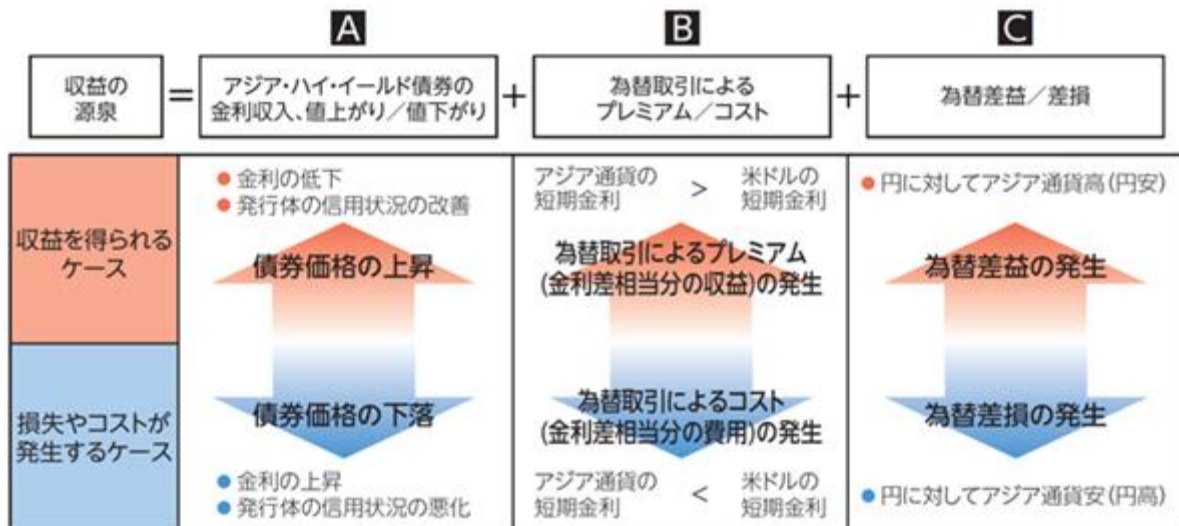 A
B
C
収益の
源泉
=
アジア・ハイ・イールド債券の
金利収入、値上がり／値下がり
+
為替取引による
プレミアム／コスト
+
為替差益／差損
収益を得られる
ケース
● 金利の低下
● 発行体の信用状況の改善
債券価格の上昇
アジア通貨の
短期金利
>
米ドルの
短期金利
為替取引によるプレミアム
(金利差相当分の収益)の発生
● 円に対してアジア通貨高(円安)
為替差益の発生
損失やコストが
発生するケース
債券価格の下落
● 金利の上昇
● 発行体の信用状況の悪化
為替取引によるコスト
(金利差相当分の費用)の発生
アジア通貨の
短期金利
<
米ドルの
短期金利
為替差損の発生
● 円に対してアジア通貨安(円高)